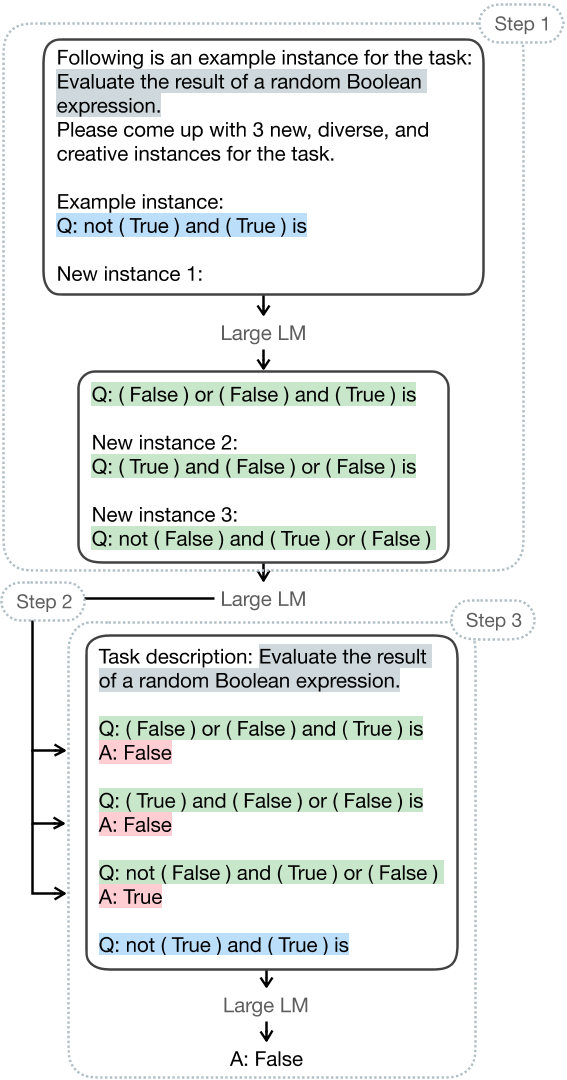 Step 1
Following is an example instance for the task:
Evaluate the result of a random Boolean
expression.
Please come up with 3 new, diverse, and
creative instances for the task.
Example instance:
Q: not ( True ) and ( True ) is
New instance 1:
Large LM
Q: ( False ) or ( False ) and ( True ) is
New instance 2:
Q: ( True ) and ( False ) or ( False ) is
New instance 3:
Q: not ( False ) and ( True ) or ( False )
Step 2
Large LM
Step 3
Task description: Evaluate the result
of a random Boolean expression.
Q: ( False ) or ( False ) and ( True ) is
A: False
Q: (True ) and ( False ) or ( False ) is
A: False
Q: not ( False ) and ( True ) or ( False )
A: True
Q: not ( True ) and ( True ) is
Large LM
A: False